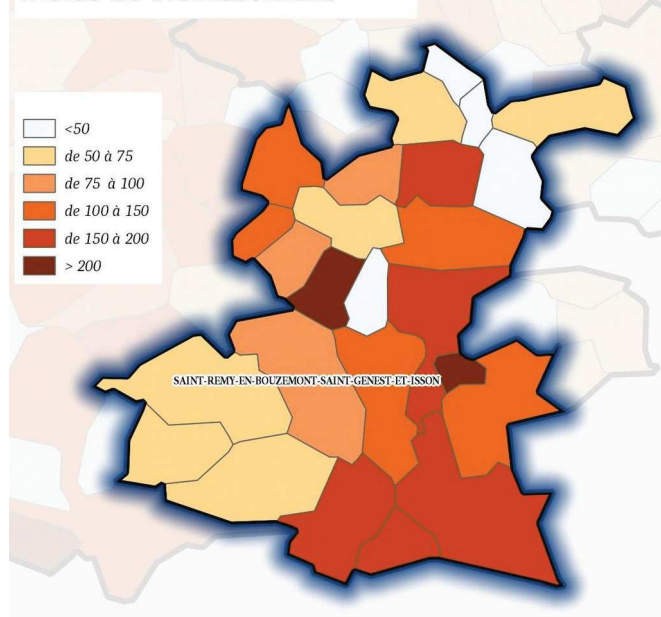 <50
de 50 à 75
de 75 à 100
de 100 à 150
de 150 à 200
> 200
SAINT-REMY-EN-BOUZEMONT-SAINT-GENEST-ET-ISSON